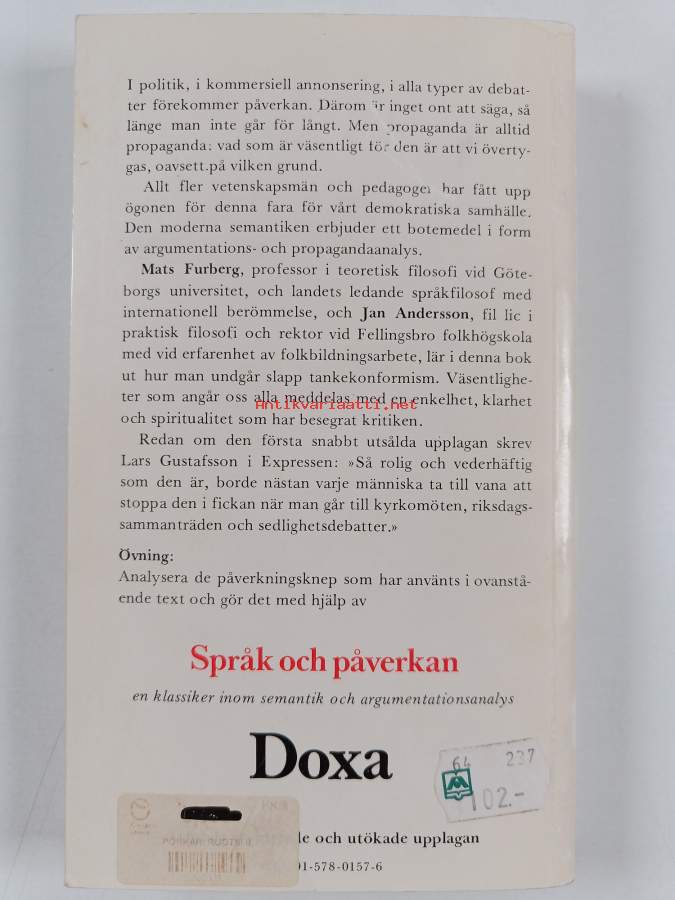 I politik, i kommersiell annonsering, i alla typer av debat-
ter förekommer påverkan. Därom är inget ont att säga, så
länge man inte går för långt. Men propaganda är alltid
propaganda: vad som är väsentligt för den är att vi överty-
gas, oavsett.på vilken grund.
Allt fler vetenskapsmän och pedagoger har fått upp
ögonen för denna fara för vårt demokratiska samhälle.
Den moderna semantiken erbjuder ett botemedel i form
av argumentations- och propagandaanalys.
Mats Furberg, professor i teoretisk filosofi vid Göte-
borgs universitet, och landets ledande språkfilosof med
internationell berömmelse, och Jan Andersson, fil lic i
praktisk filosofi och rektor vid Fellingsbro folkhögskola
med vid erfarenhet av folkbildningsarbete, lär i denna bok
ut hur man undgår slapp tankekonformism. Väsentlighe-
ter som angår oss alla meddelas med en enkelhet, klarhet
Antikvariaatti.net
och spiritualitet som har besegrat kritiken.
Redan om den första snabbt utsålda upplagan skrev
Lars Gustafsson i Expressen: »Så rolig och vederhäftig
som den är, borde nästan varje människa ta till vana att
stoppa den i fickan när man går till kyrkomöten, riksdags-
sammanträden och sedlighetsdebatter.»
Övning:
Analysera de påverkningsknep som har använts i ovanstå-
ende text och gör det med hjälp av
Språk och påverkan
en klassiker inom semantik och argumentationsanalys
Doxa
64 237
102.-
och utökade upplagan
91-578-0157-6